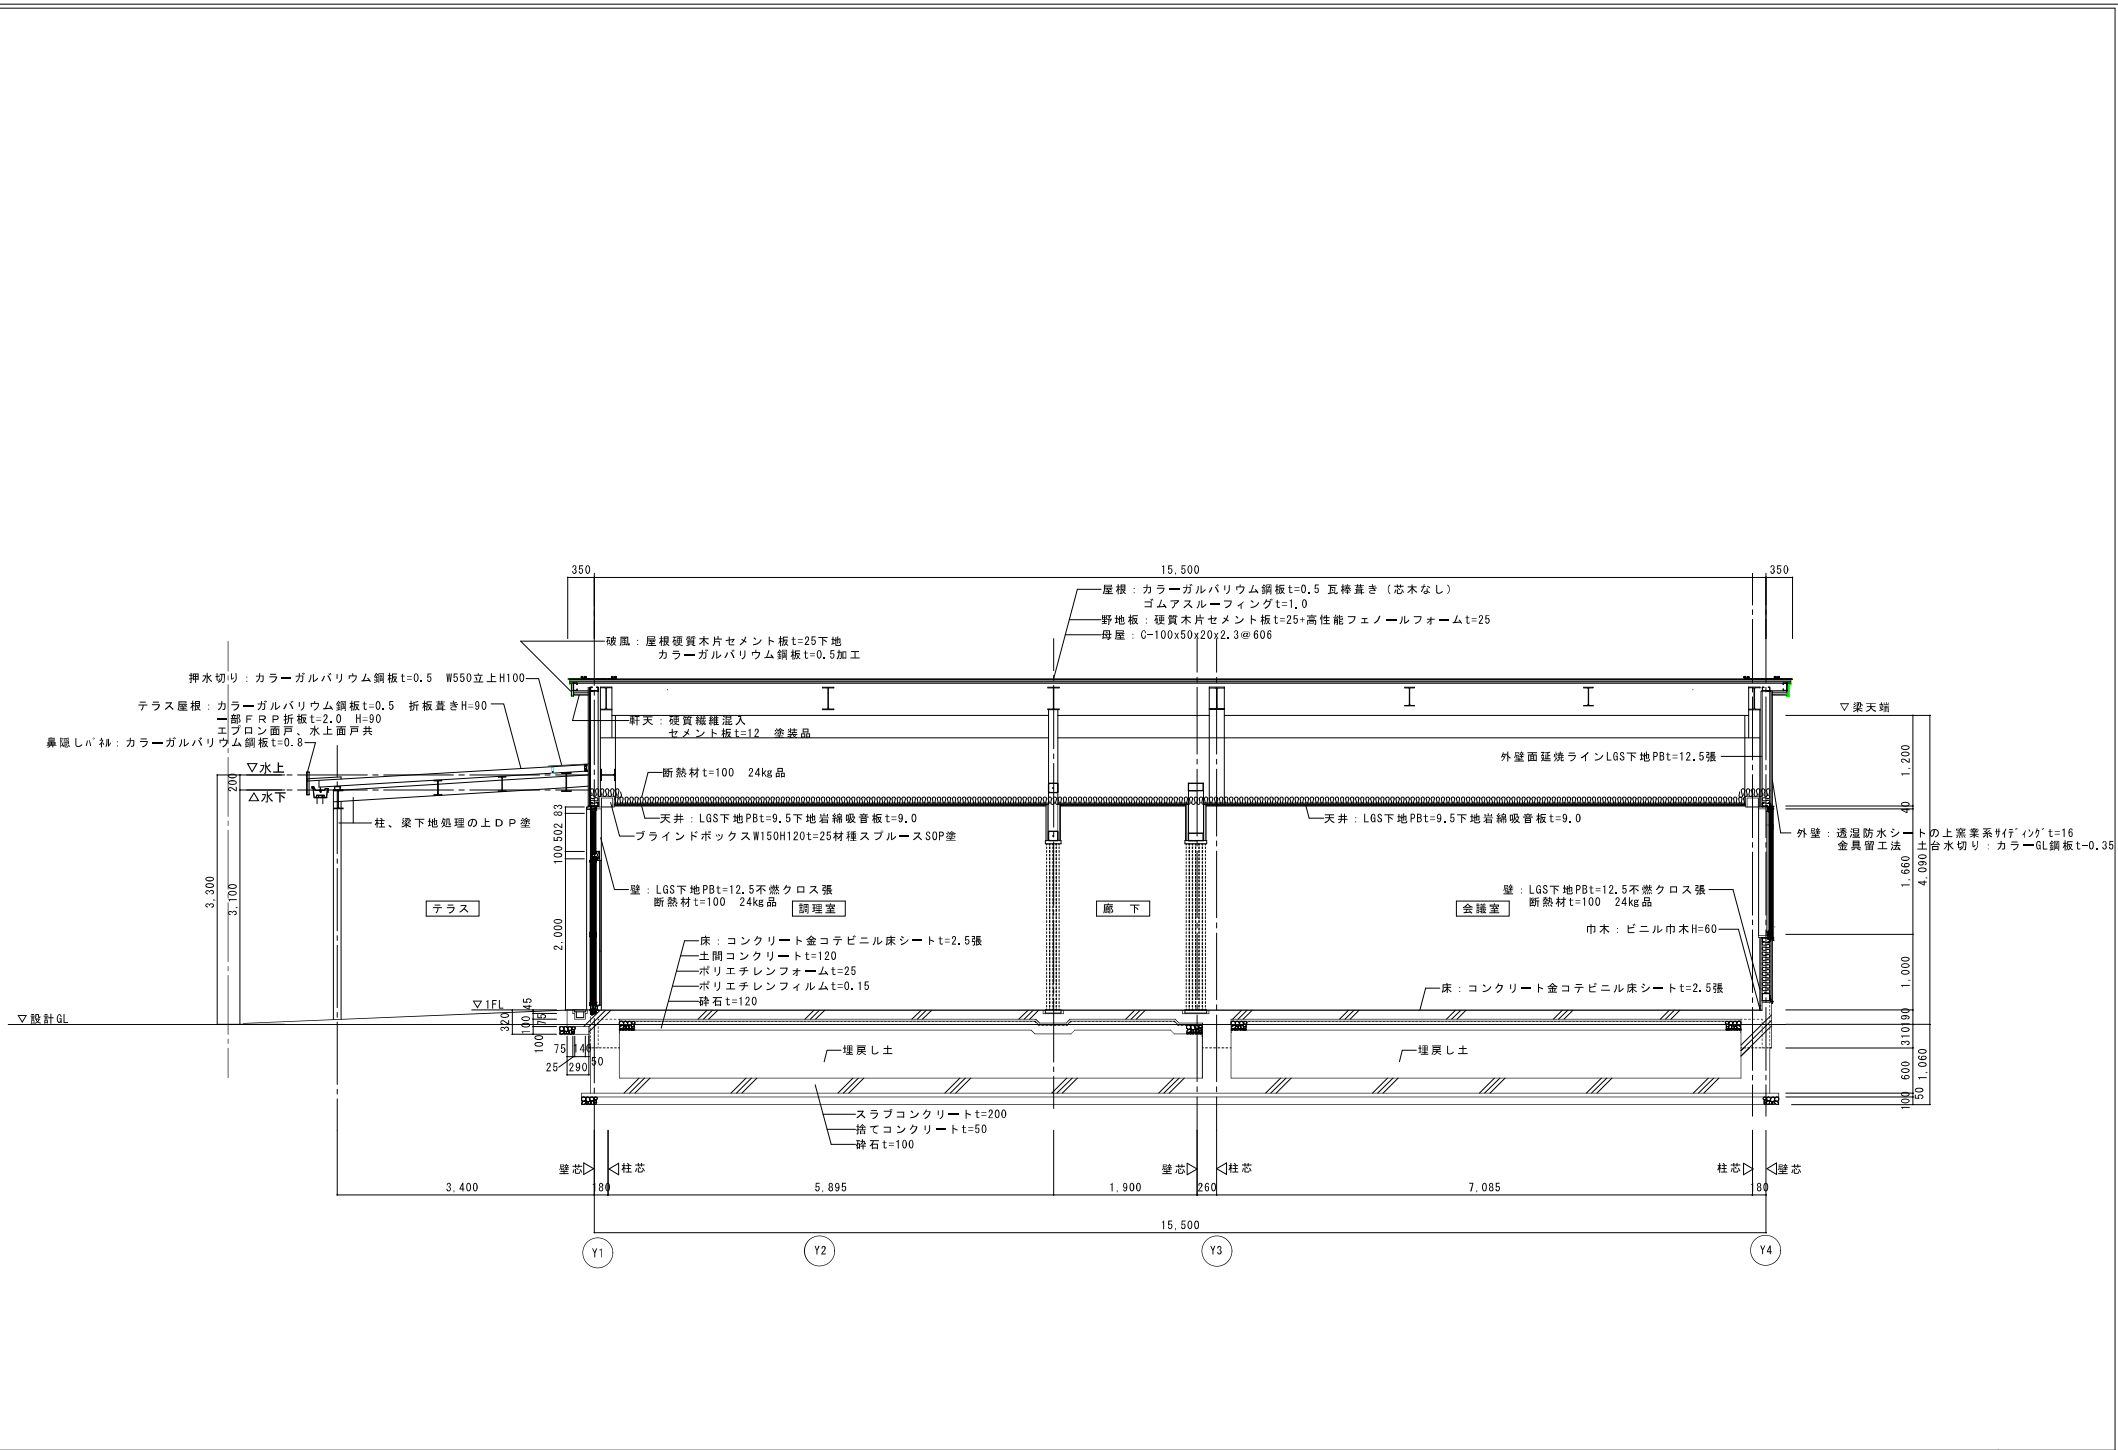 350
15,500
350
屋根：カラーガルバリウム鋼板t=0.5 瓦棒葺き（芯木なし）
ゴムアスルーフィングt=1.0
野地板：硬質木片セメント板t=25+高性能フェノールフォームt=25
母屋：C-100x50x20x2.3@606
破風：屋根硬質木片セメント板t=25下地
カラーガルバリウム鋼板t=0.5加工
押水切り：カラーガルバリウム鋼板t=0.5　W550立上H100
テラス屋根：カラーガルバリウム鋼板t=0.5　折板葺きH=90
一部ＦＲＰ折板t=2.0　H=90
エプロン面戸、水上面戸共
鼻隠しﾊﾟﾈﾙ：カラーガルバリウム鋼板t=0.8
軒天：硬質繊維混入
セメント板t=12　塗装品
▽梁天端
▽水上
△水下
200
断熱材t=100　24kg品
外壁面延焼ラインLGS下地PBt=12.5張
1,200
40
柱、梁下地処理の上ＤＰ塗
83
502
100
天井：LGS下地PBt=9.5下地岩綿吸音板t=9.0
天井：LGS下地PBt=9.5下地岩綿吸音板t=9.0
ブラインドボックスW150H120t=25材種スプルースSOP塗
外壁：透湿防水シートの上窯業系ｻｲﾃﾞｨﾝｸﾞt=16
金具留工法　土台水切り：カラーGL鋼板t-0.35
3,300
3,100
1,660
4,090
壁：LGS下地PBt=12.5不燃クロス張
断熱材t=100　24kg品
壁：LGS下地PBt=12.5不燃クロス張
断熱材t=100　24kg品
テラス
調理室
廊　下
会議室
2,000
巾木：ビニル巾木H=60
床：コンクリート金コテビニル床シートt=2.5張
土間コンクリートt=120
ポリエチレンフォームt=25
ポリエチレンフィルムt=0.15
砕石t=120
床：コンクリート金コテビニル床シートt=2.5張
1,000
▽1FL
▽設計GL
320
100
75
45
100
190
310
75
140
50
25
290
埋戻し土
埋戻し土
600
1,060
50
100
スラブコンクリートt=200
捨てコンクリートt=50
砕石t=100
壁芯
柱芯
壁芯
柱芯
柱芯
壁芯
3,400
180
5,895
1,900
260
7,085
180
15,500
Y1
Y2
Y3
Y4